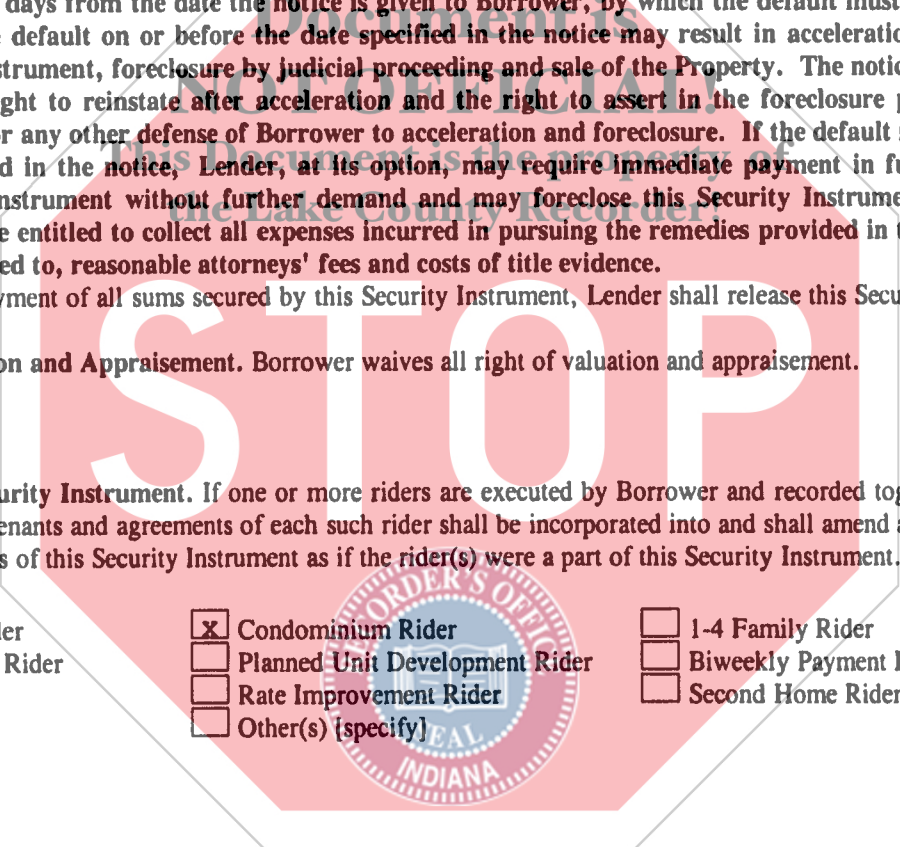 days from the date the notice is given to Borrower, by which the default must
default on or before the date specified in the notice may result in acceleratio
strument, foreclosure by judicial proceeding and sale of the Property. The notic
ght to reinstate after acceleration and the right to assert in the foreclosure
r any other defense of Borrower to acceleration and foreclosure. If the default
d in the notice, Lender, at its option, may require immediate payment in fu
nstrument without further demand and may foreclose this Security Instrume
e entitled to collect all expenses incurred in pursuing the remedies provided in
ed to, reasonable attorneys' fees and costs of title evidence.
yment of all sums secured by this Security Instrument, Lender shall release this Secu
on and Appraisement. Borrower waives all right of valuation and appraisement.
urity Instrument. If one or more riders are executed by Borrower and recorded tog
enants and agreements of each such rider shall be incorporated into and shall amend
s of this Security Instrument as if the rider(s) were a part of this Security Instrument.
ler x Condominium Rider 1-4 Family Rider
Rider Planned Unit Development Rider Biweekly Payment
Rate Improvement Rider Second Home Rider
Other(s) [specify]
Document is
NOT OFFICIAL!
This Document is the property of
the Lake County Recorder!
STOP
RECORDER'S OFFIC
SEAL
INDIANA